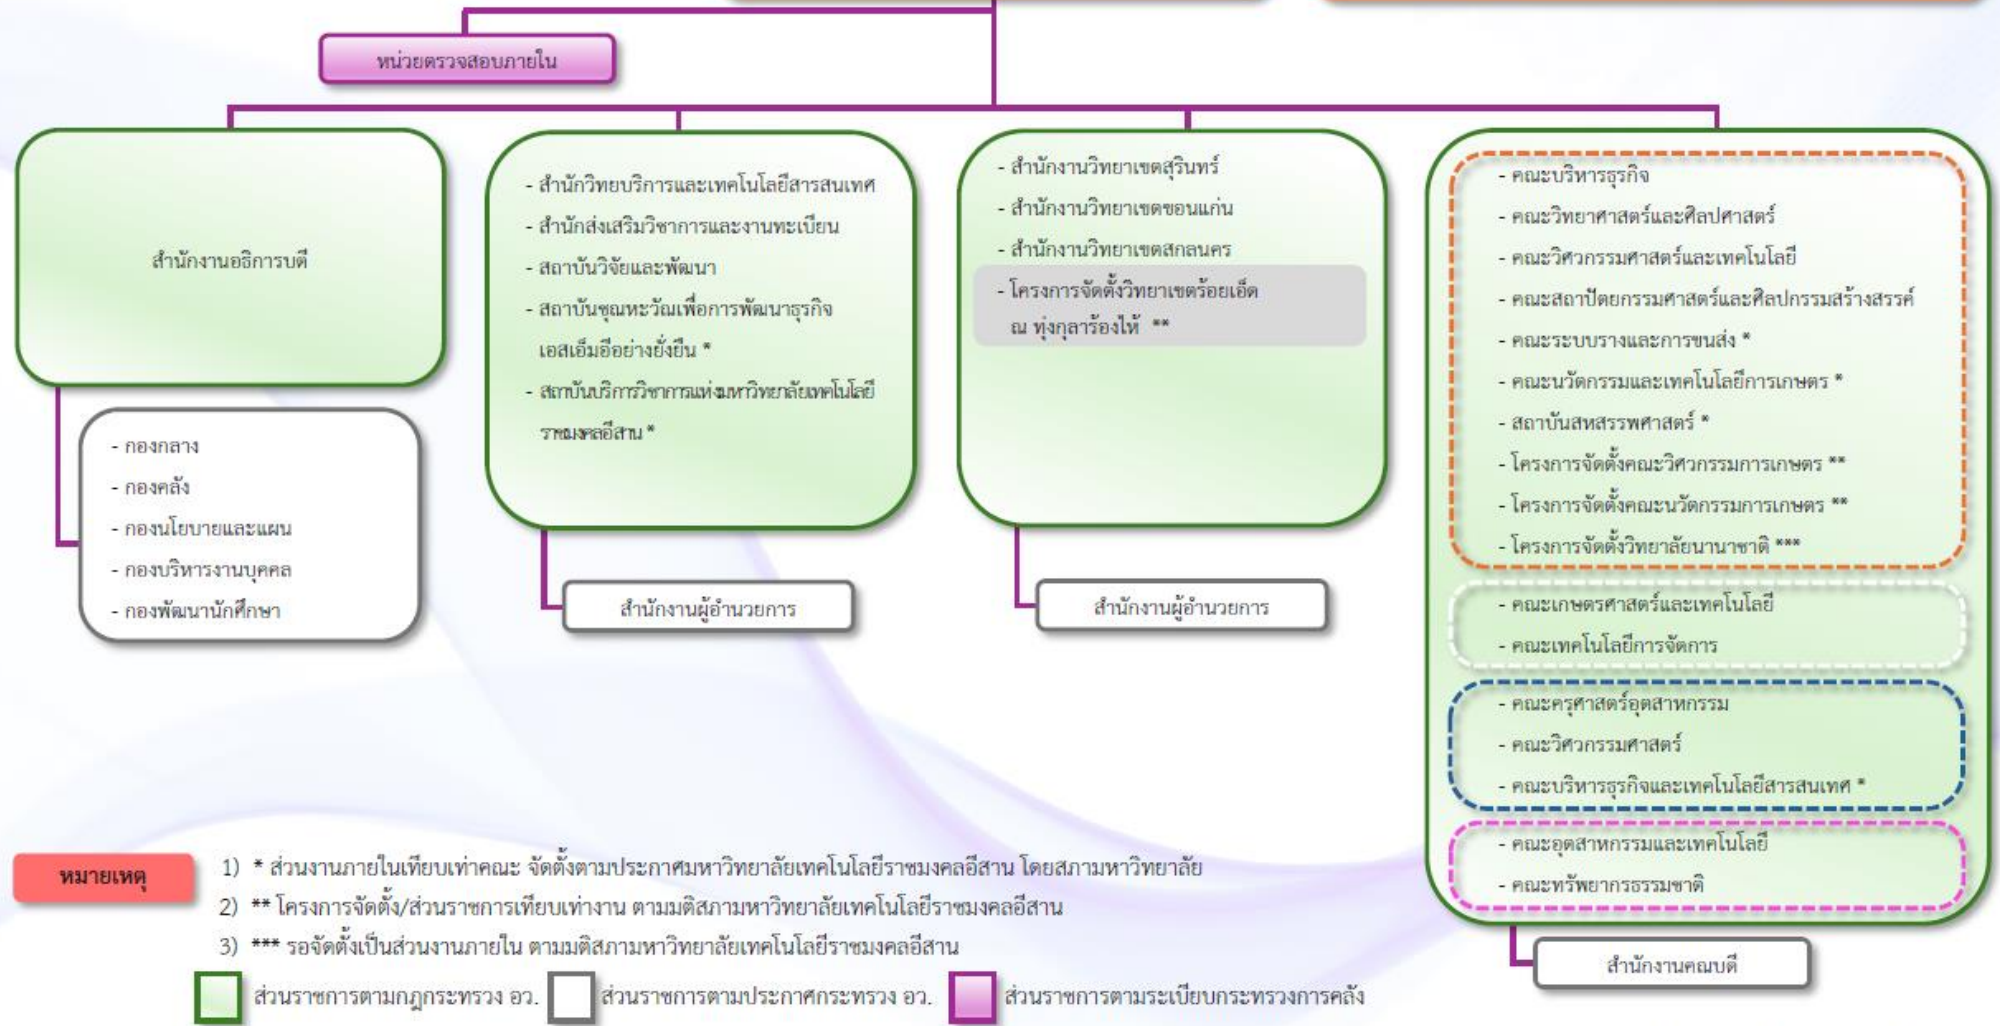 หน่วยตรวจสอบภายใน
สำนักงานอธิการบดี
- กองกลาง
- กองคลัง
- กองนโยบายและแผน
- กองบริหารงานบุคคล
- กองพัฒนานักศึกษา
- สำนักวิทยบริการและเทคโนโลยีสารสนเทศ
- สำนักส่งเสริมวิชาการและงานทะเบียน
- สถาบันวิจัยและพัฒนา
- สถาบันชุณหะวัณเพื่อการพัฒนาธุรกิจ
เอสเอ็มอีอย่างยั่งยืน *
- สถาบันบริการวิชาการแห่งมหาวิทยาลัยเทคโนโลยี
ราชมงคลอีสาน *
สำนักงานผู้อำนวยการ
- สำนักงานวิทยาเขตสุรินทร์
- สำนักงานวิทยาเขตขอนแก่น
- สำนักงานวิทยาเขตสกลนคร
- โครงการจัดตั้งวิทยาเขตร้อยเอ็ด
ณ ทุ่งกุลาร้องไห้ **
สำนักงานผู้อำนวยการ
- คณะบริหารธุรกิจ
- คณะวิทยาศาสตร์และศิลปศาสตร์
- คณะวิศวกรรมศาสตร์และเทคโนโลยี
- คณะสถาปัตยกรรมศาสตร์และศิลปกรรมสร้างสรรค์
- คณะระบบรางและการขนส่ง *
- คณะนวัตกรรมและเทคโนโลยีการเกษตร *
- สถาบันสหสรรพศาสตร์ *
- โครงการจัดตั้งคณะวิศวกรรมการเกษตร **
- โครงการจัดตั้งคณะนวัตกรรมการเกษตร **
- โครงการจัดตั้งวิทยาลัยนานาชาติ ***
- คณะเกษตรศาสตร์และเทคโนโลยี
- คณะเทคโนโลยีการจัดการ
- คณะครุศาสตร์อุตสาหกรรม
- คณะวิศวกรรมศาสตร์
- คณะบริหารธุรกิจและเทคโนโลยีสารสนเทศ *
- คณะอุตสาหกรรมและเทคโนโลยี
- คณะทรัพยากรธรรมชาติ
สำนักงานคณบดี
หมายเหตุ
1) * ส่วนงานภายในเทียบเท่าคณะ จัดตั้งตามประกาศมหาวิทยาลัยเทคโนโลยีราชมงคลอีสาน โดยสภามหาวิทยาลัย
2) ** โครงการจัดตั้ง/ส่วนราชการเทียบเท่างาน ตามมติสภามหาวิทยาลัยเทคโนโลยีราชมงคลอีสาน
3) *** รอจัดตั้งเป็นส่วนงานภายใน ตามมติสภามหาวิทยาลัยเทคโนโลยีราชมงคลอีสาน
ส่วนราชการตามกฎกระทรวง อว. ส่วนราชการตามประกาศกระทรวง อว. ส่วนราชการตามระเบียบกระทรวงการคลัง